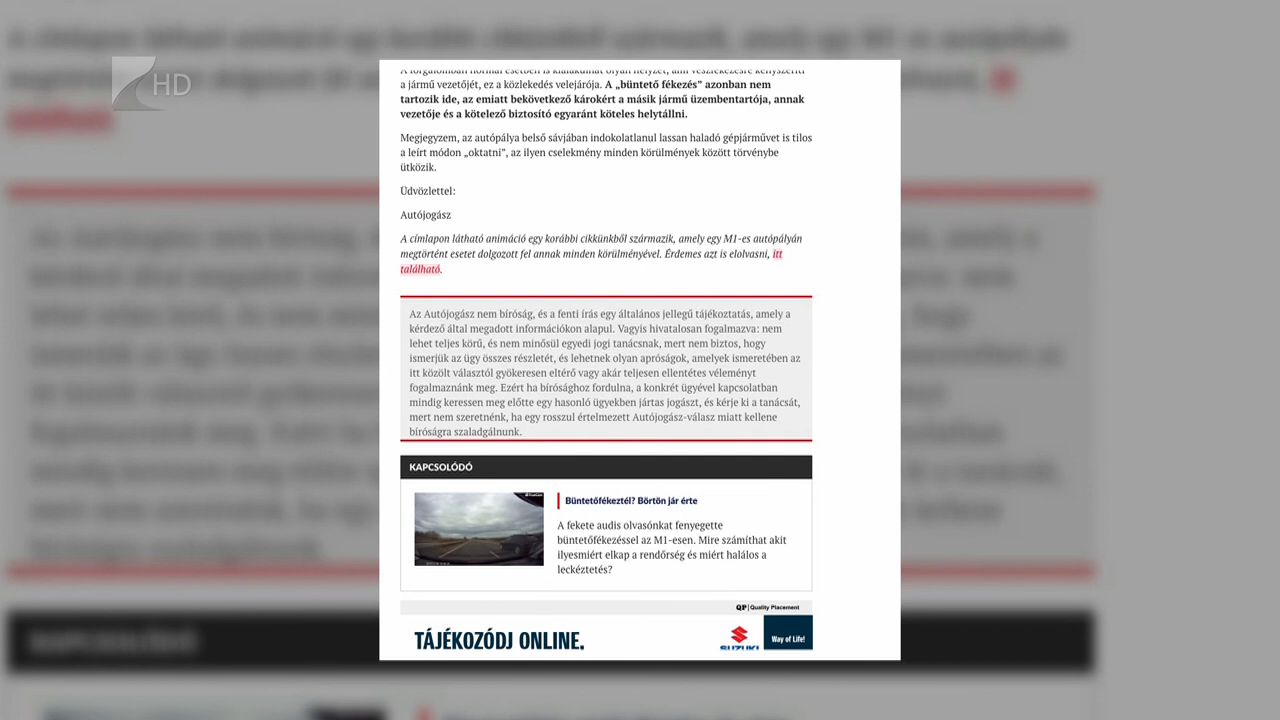 HD
A forgalomban normál esetben is kialakulhat olyan helyzet, ami vészfékezésre kényszeríti
a jármű vezetőjét, ez a közlekedés velejárója. A „büntető fékezés” azonban nem
tartozik ide, az emiatt bekövetkező károkért a másik jármű üzembentartója, annak
vezetője és a kötelező biztosító egyaránt köteles helytállni.
Megjegyzem, az autópálya belső sávjában indokolatlanul lassan haladó gépjárművet is tilos
a leírt módon „oktatni”, az ilyen cselekmény minden körülmények között törvénybe
ütközik.
Üdvözlettel:
Autójogász
A címlapon látható animáció egy korábbi cikkünkből származik, amely egy M1-es autópályán
megtörtént esetet dolgozott fel annak minden körülményével. Érdemes azt is elolvasni, itt
található.
Az Autójogász nem bíróság, és a fenti írás egy általános jellegű tájékoztatás, amely a
kérdező által megadott információkon alapul. Vagyis hivatalosan fogalmazva: nem
lehet teljes körű, és nem minősül egyedi jogi tanácsnak, mert nem biztos, hogy
ismerjük az ügy összes részletét, és lehetnek olyan apróságok, amelyek ismeretében az
itt közölt választól gyökeresen eltérő vagy akár teljesen ellentétes véleményt
fogalmaznánk meg. Ezért ha bírósághoz fordulna, a konkrét ügyével kapcsolatban
mindig keressen meg előtte egy hasonló ügyekben jártas jogászt, és kérje ki a tanácsát,
mert nem szeretnénk, ha egy rosszul értelmezett Autójogász-válasz miatt kellene
bíróságra szaladgálnunk.
KAPCSOLÓDÓ
Büntetőfékeztél? Börtön jár érte
A fekete audis olvasónkat fenyegette
büntetőfékezéssel az M1-esen. Mire számíthat akit
ilyesmiért elkap a rendőrség és miért halálos a
leckéztetés?
QP | Quality Placement
TÁJÉKOZÓDJ ONLINE.
SUZUKI
Way of Life!
KAPCSOLÓDÓ